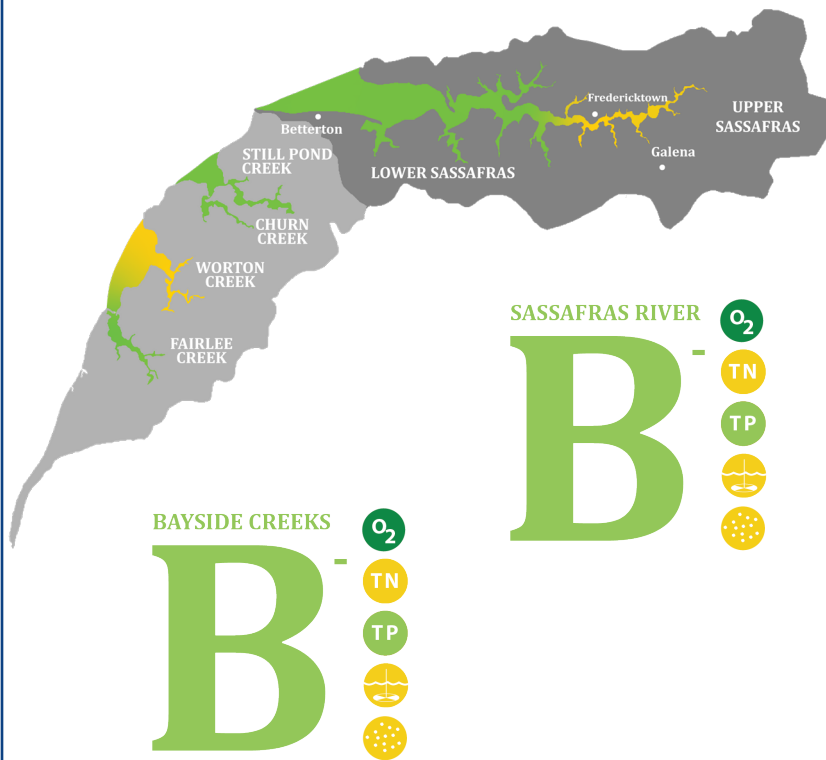 Fredericktown
UPPER
SASSAFRAS
Betterton
Galena
STILL POND
CREEK
LOWER SASSAFRAS
CHURN
CREEK
WORTON
CREEK
FAIRLEE
CREEK
SASSAFRAS RIVER
B-
O2
TN
TP
BAYSIDE CREEKS
B-
O2
TN
TP